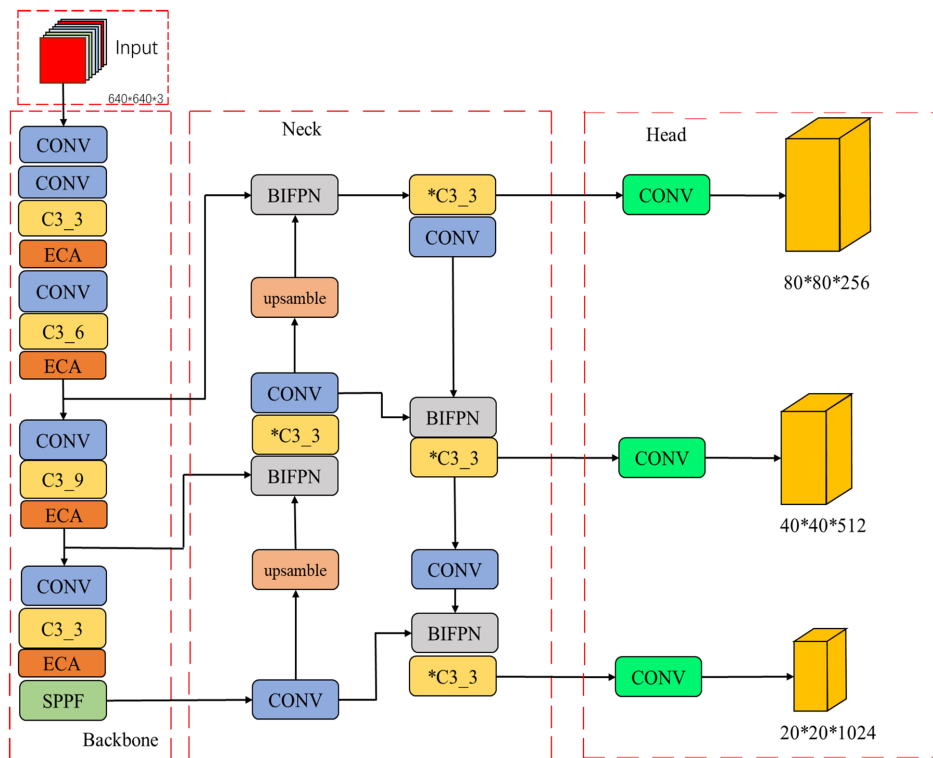 Input
640*640*3
CONV
CONV
C3_3
ECA
CONV
C3_6
ECA
CONV
C3_9
ECA
CONV
C3_3
ECA
SPPF
Backbone
Neck
BIFPN
upsamble
CONV
*C3_3
BIFPN
upsamble
CONV
*C3_3
CONV
BIFPN
*C3_3
CONV
BIFPN
*C3_3
Head
CONV
80*80*256
CONV
40*40*512
CONV
20*20*1024